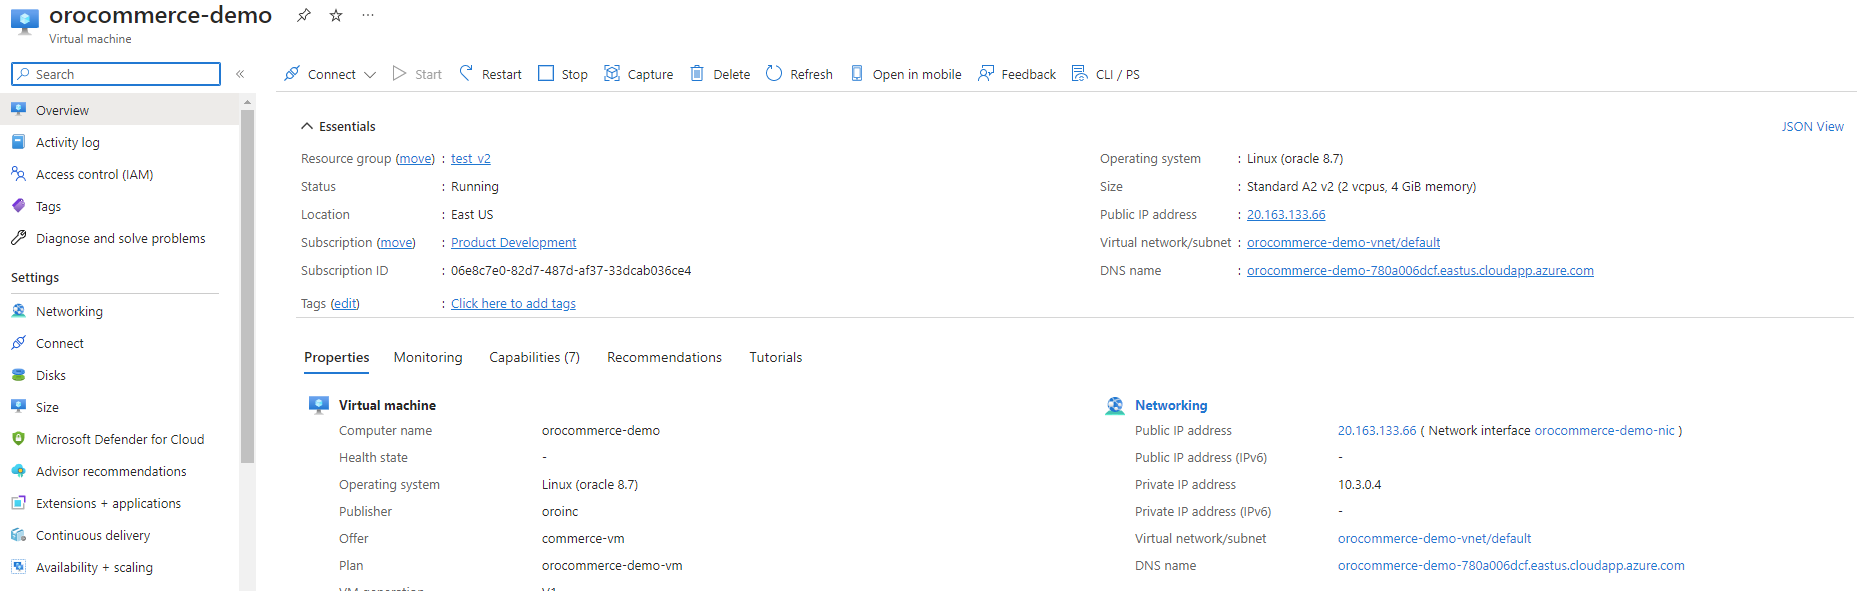 orocommerce-demo
Virtual machine
Search
Connect Start Restart Stop Capture Delete Refresh Open in mobile Feedback CLI / PS
Overview
Activity log
Access control (IAM)
Tags
Diagnose and solve problems
Settings
Networking
Connect
Disks
Size
Microsoft Defender for Cloud
Advisor recommendations
Extensions + applications
Continuous delivery
Availability + scaling
Essentials
JSON View
Resource group (move) : test_v2
Status : Running
Location : East US
Subscription (move) : Product Development
Subscription ID : 06e8c7e0-82d7-487d-af37-33dcab036ce4
Tags (edit) : Click here to add tags
Operating system : Linux (oracle 8.7)
Size : Standard A2 v2 (2 vcpus, 4 GiB memory)
Public IP address : 20.163.133.66
Virtual network/subnet : orocommerce-demo-vnet/default
DNS name : orocommerce-demo-780a006dcf.eastus.cloudapp.azure.com
Properties Monitoring Capabilities (7) Recommendations Tutorials
Virtual machine
Computer name orocommerce-demo
Health state -
Operating system Linux (oracle 8.7)
Publisher oroinc
Offer commerce-vm
Plan orocommerce-demo-vm
VM generation V1
Networking
Public IP address 20.163.133.66 ( Network interface orocommerce-demo-nic )
Public IP address (IPv6) -
Private IP address 10.3.0.4
Private IP address (IPv6) -
Virtual network/subnet orocommerce-demo-vnet/default
DNS name orocommerce-demo-780a006dcf.eastus.cloudapp.azure.com